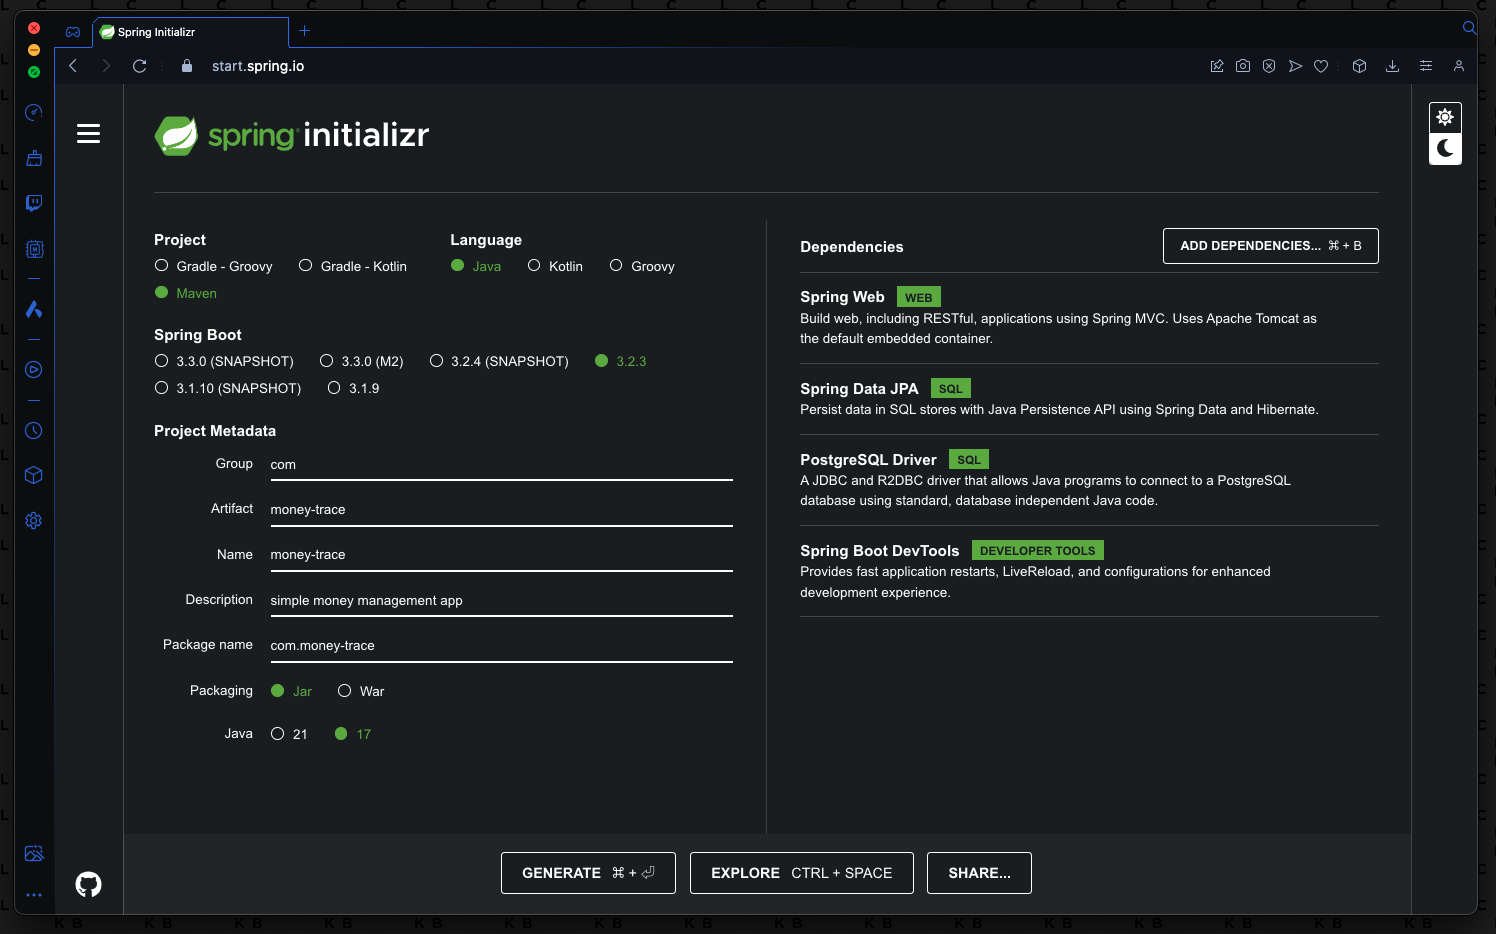 Spring Initializr
start.spring.io
spring initializr
Project
Gradle - Groovy
Gradle - Kotlin
Maven
Language
Java
Kotlin
Groovy
Spring Boot
3.3.0 (SNAPSHOT)
3.3.0 (M2)
3.2.4 (SNAPSHOT)
3.2.3
3.1.10 (SNAPSHOT)
3.1.9
Project Metadata
Group com
Artifact money-trace
Name money-trace
Description simple money management app
Package name com.money-trace
Packaging Jar War
Java 21 17
Dependencies
ADD DEPENDENCIES... ⌘ + B
Spring Web WEB
Build web, including RESTful, applications using Spring MVC. Uses Apache Tomcat as
the default embedded container.
Spring Data JPA SQL
Persist data in SQL stores with Java Persistence API using Spring Data and Hibernate.
PostgreSQL Driver SQL
A JDBC and R2DBC driver that allows Java programs to connect to a PostgreSQL
database using standard, database independent Java code.
Spring Boot DevTools DEVELOPER TOOLS
Provides fast application restarts, LiveReload, and configurations for enhanced
development experience.
GENERATE ⌘ + ⏎
EXPLORE CTRL + SPACE
SHARE...